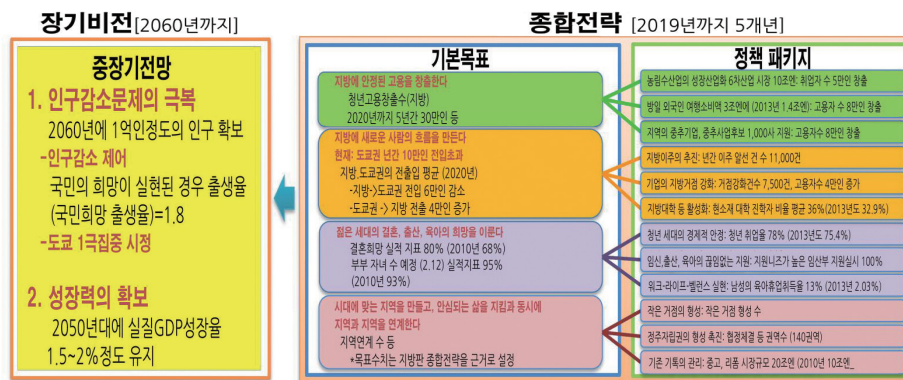 장기비전[2060년까지]
중장기전망
1. 인구감소문제의 극복
2060년에 1억인정도의 인구 확보
-인구감소 제어
국민의 희망이 실현된 경우 출생율
(국민희망 출생율)=1.8
-도쿄 1극집중 시정
2. 성장력의 확보
2050년대에 실질GDP성장율
1.5~2%정도 유지
종합전략 [2019년까지 5개년]
기본목표
지방에 안정된 고용을 창출한다
청년고용창출수(지방)
2020년까지 5년간 30만인 등
지방에 새로운 사람의 흐름을 만든다
현재: 도쿄권 년간 10만인 전입초과
지방.도쿄권의 전출입 평균 (2020년)
-지방->도쿄권 전입 6만인 감소
-도쿄권 -> 지방 전출 4만인 증가
젊은 세대의 결혼, 출산, 육아의 희망을 이룬다
결혼희망 실적 지표 80% (2010년 68%)
부부 자녀 수 예정 (2.12) 실적지표 95%
(2010년 93%)
시대에 맞는 지역을 만들고, 안심되는 삶을 지킴과 동시에
지역과 지역을 연계한다
지역연계 수 등
*목표수치는 지방판 종합전략을 근거로 설정
정책 패키지
농림수산업의 성장산업화 6차산업 시장 10조엔: 취업자 수 5만인 창출
방일 외국인 여행소비액 3조엔에 (2013년 1.4조엔): 고용자 수 8만인 창출
지역의 중추기업, 중추사업후보 1,000사 지원: 고용자수 8만인 창출
지방이주의 추진: 년간 이주 알선 건 수 11,000건
기업의 지방거점 강화: 거점강화건수 7,500건, 고용자수 4만인 증가
지방대학 등 활성화: 현소재 대학 진학자 비율 평균 36%(2013년도 32.9%)
청년 세대의 경제적 안정: 청년 취업율 78% (2013년도 75.4%)
임신,출산, 육아의 끊임없는 지원: 지원니즈가 높은 임산부 지원실시 100%
워크-라이프-벨런스 실현: 남성의 육아휴업취득율 13% (2013년 2.03%)
작은 거점의 형성: 작은 거점 형성 수
정주자립권의 형성 촉진: 협정체결 등 권역수 (140권역)
기존 기톡의 관리: 중고, 리폼 시장규모 20조엔 (2010년 10조엔_